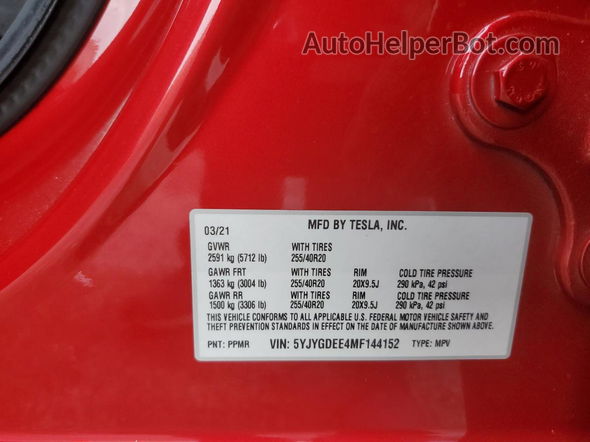 AutoHelperBot.com
03/21 MFD BY TESLA, INC.
GVWR WITH TIRES
2591 kg (5712 lb) 255/40R20
GAWR FRT WITH TIRES RIM COLD TIRE PRESSURE
1363 kg (3004 lb) 255/40R20 20X9.5J 290 kPa, 42 psi
GAWR RR WITH TIRES RIM COLD TIRE PRESSURE
1500 kg (3306 lb) 255/40R20 20X9.5J 290 kPa, 42 psi
THIS VEHICLE CONFORMS TO ALL APPLICABLE U.S. FEDERAL MOTOR VEHICLE SAFETY AND
THEFT PREVENTION STANDARDS IN EFFECT ON THE DATE OF MANUFACTURE SHOWN ABOVE.
PNT: PPMR VIN: 5YJYGDEE4MF144152 TYPE: MPV